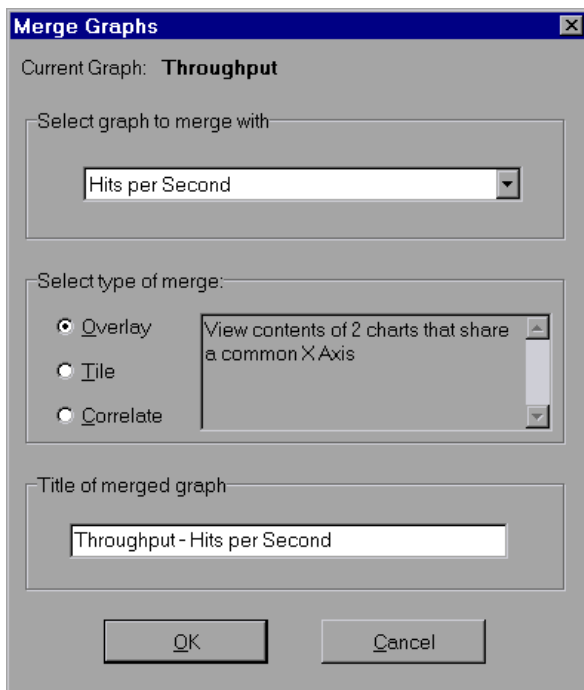 Merge Graphs
Current Graph: Throughput
Select graph to merge with
Hits per Second
Select type of merge:
Overlay
View contents of 2 charts that share
a common X Axis
Tile
Correlate
Title of merged graph
Throughput - Hits per Second
OK Cancel